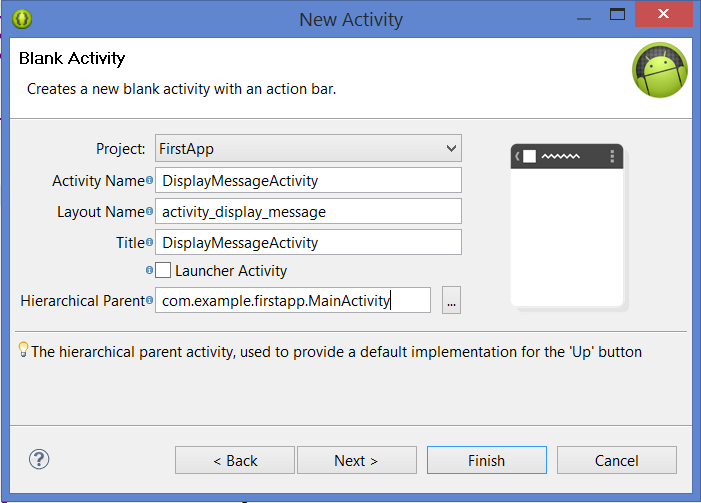 New Activity
Blank Activity
Creates a new blank activity with an action bar.
Project: FirstApp
Activity Name DisplayMessageActivity
Layout Name activity_display_message
Title DisplayMessageActivity
Launcher Activity
Hierarchical Parent com.example.firstapp.MainActivity ...
The hierarchical parent activity, used to provide a default implementation for the 'Up' button
? < Back Next > Finish Cancel